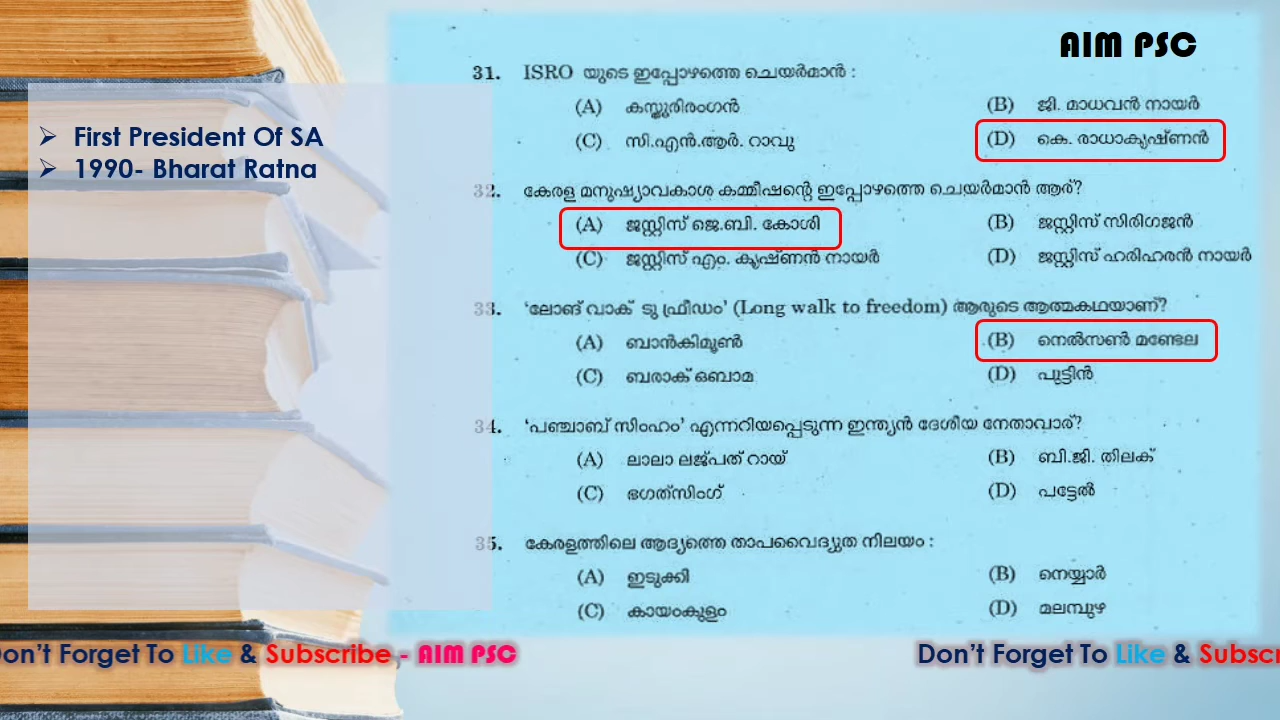 AIM PSC
First President Of SA
1990- Bharat Ratna
31. ISRO യുടെ ഇപ്പോഴത്തെ ചെയർമാൻ :
(A) കസ്തൂരിരംഗൻ (B) ജി. മാധവൻ നായർ
(C) സി.എൻ.ആർ. റാവു (D) കെ. രാധാകൃഷ്ണൻ
32. കേരള മനുഷ്യാവകാശ കമ്മീഷന്റെ ഇപ്പോഴത്തെ ചെയർമാൻ ആര്?
(A) ജസ്റ്റിസ് ജെ.ബി. കോശി (B) ജസ്റ്റിസ് സിരിഗജൻ
(C) ജസ്റ്റിസ് എം. കൃഷ്ണൻ നായർ (D) ജസ്റ്റിസ് ഹരിഹരൻ നായർ
33. 'ലോങ് വാക് ടു ഫ്രീഡം' (Long walk to freedom) ആരുടെ ആത്മകഥയാണ്?
(A) ബാൻകിമൂൺ (B) നെൽസൺ മണ്ടേല
(C) ബരാക് ഒബാമ (D) പുട്ടിൻ
34. 'പഞ്ചാബ് സിംഹം' എന്നറിയപ്പെടുന്ന ഇന്ത്യൻ ദേശീയ നേതാവാര്?
(A) ലാലാ ലജ്പത് റായ് (B) ബി.ജി. തിലക്
(C) ഭഗത്സിംഗ് (D) പട്ടേൽ
35. കേരളത്തിലെ ആദ്യത്തെ താപവൈദ്യുത നിലയം :
(A) ഇടുക്കി (B) നെയ്യാർ
(C) കായംകുളം (D) മലമ്പുഴ
Don't Forget To Like & Subscribe - AIM PSC Don't Forget To Like & Subscr